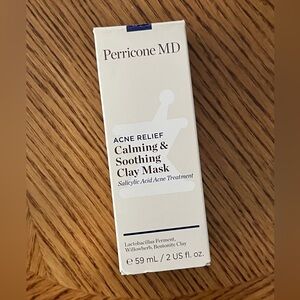 Perricone MD
ACNE RELIEF
Calming &
Soothing
Clay Mask
Salicylic Acid Acne Treatment
Lactobacillus Ferment,
Willowherb, Bentonite Clay
℮ 59 mL / 2 US fl. oz.